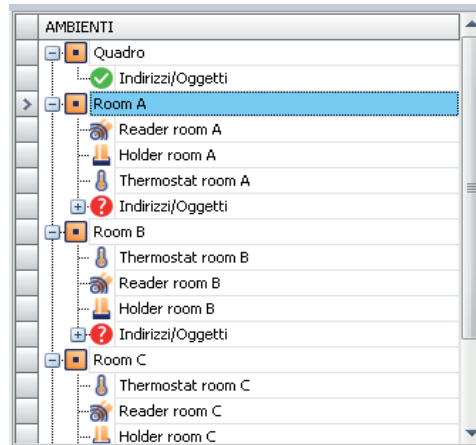 AMBIENTI
Quadro
Indirizzi/Oggetti
Room A
Reader room A
Holder room A
Thermostat room A
Indirizzi/Oggetti
Room B
Thermostat room B
Reader room B
Holder room B
Indirizzi/Oggetti
Room C
Thermostat room C
Reader room C
Holder room C